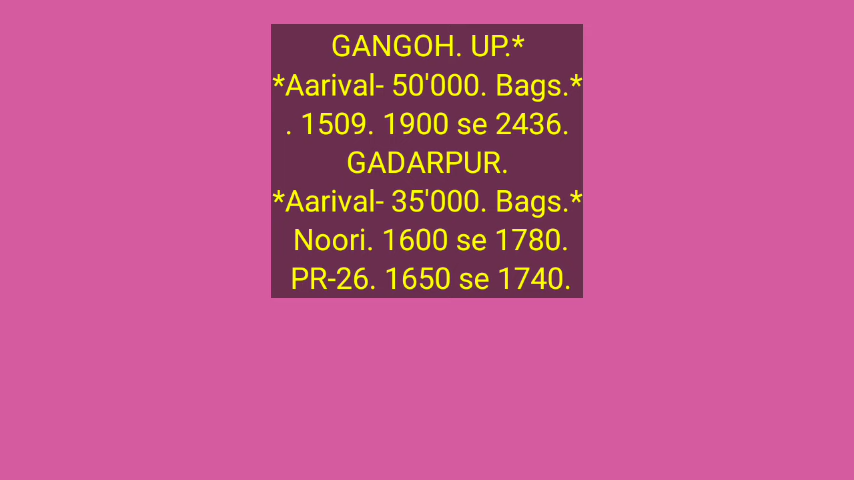 GANGOH. UP.*
*Aarival- 50'000. Bags.*
. 1509. 1900 se 2436.
GADARPUR.
*Aarival- 35'000. Bags.*
Noori. 1600 se 1780.
PR-26. 1650 se 1740.